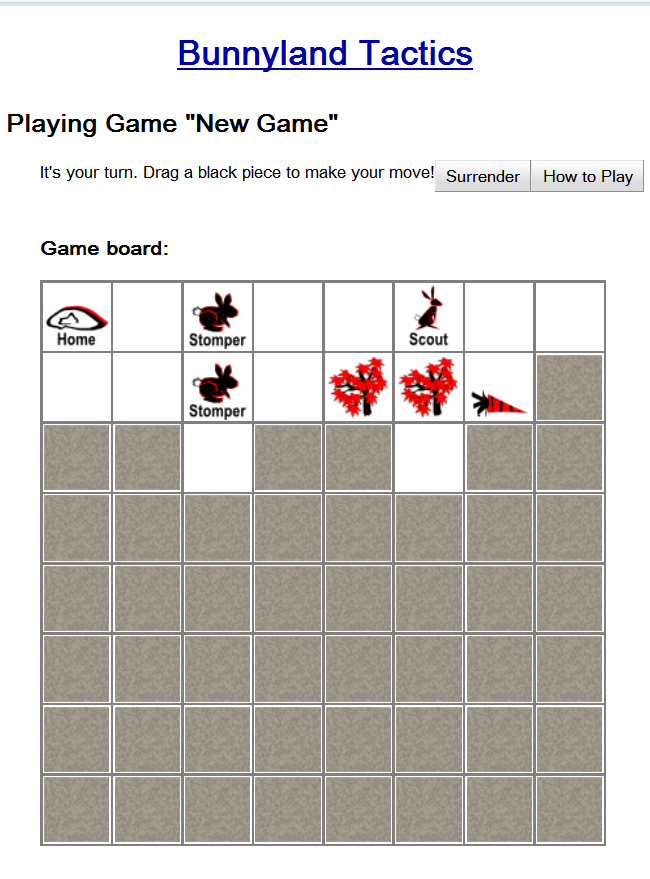 Bunnyland Tactics
Playing Game "New Game"
It's your turn. Drag a black piece to make your move! Surrender How to Play
Game board:
Home Stomper Scout
Stomper